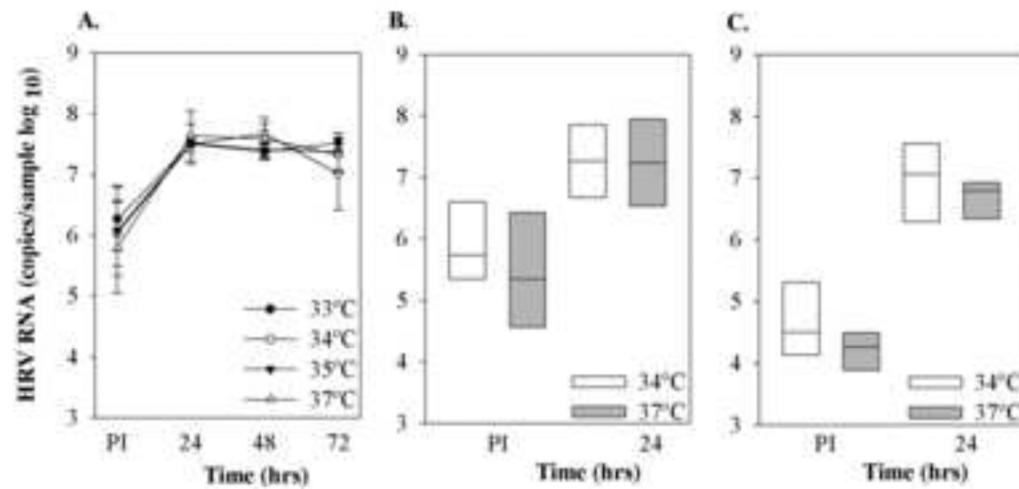 A.
HRV RNA (copies/sample log 10)
9
8
7
6
5
4
3
33°C
34°C
35°C
37°C
PI 24 48 72
Time (hrs)
B.
9
8
7
6
5
4
3
34°C
37°C
PI 24
Time (hrs)
C.
9
8
7
6
5
4
3
34°C
37°C
PI 24
Time (hrs)